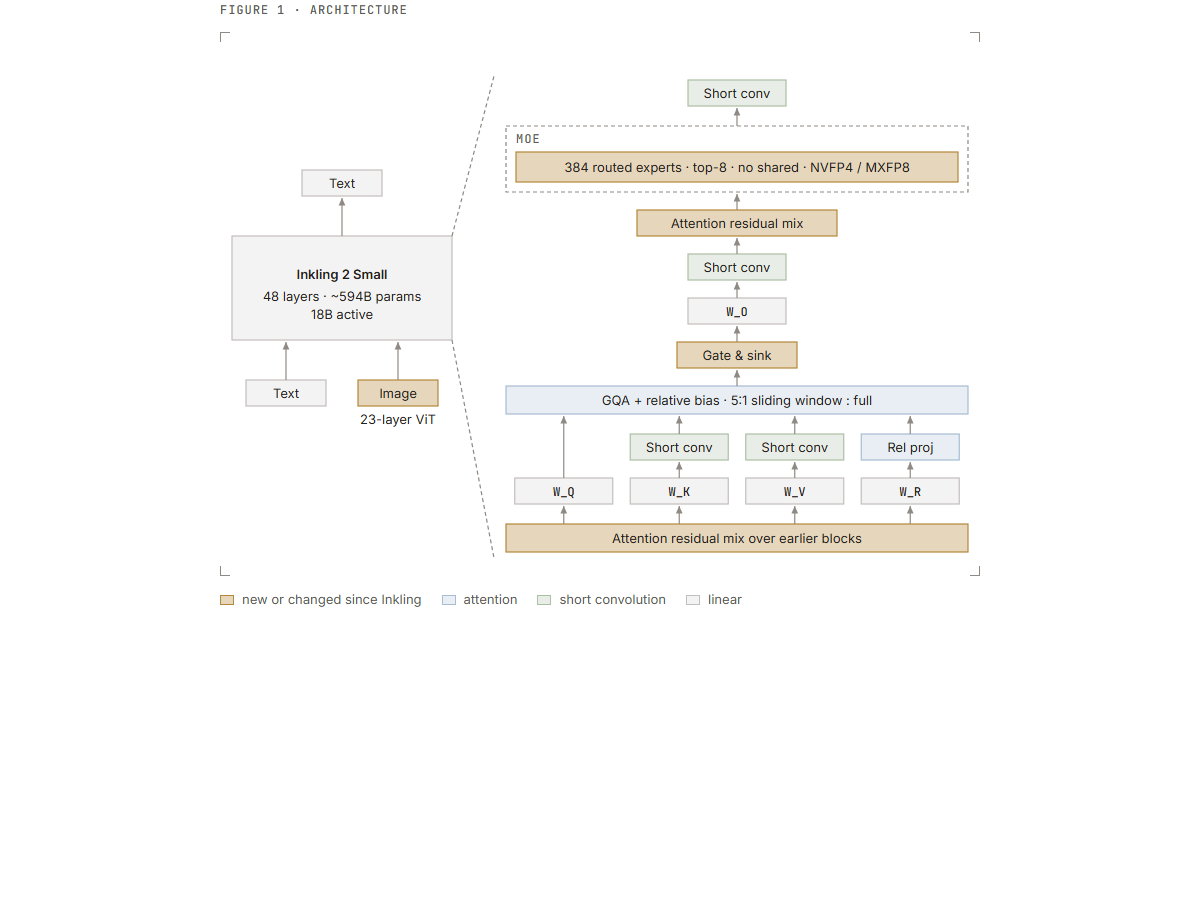 FIGURE 1 · ARCHITECTURE
Short conv
MOE
384 routed experts · top-8 · no shared · NVFP4 / MXFP8
Text
Attention residual mix
Short conv
Inkling 2 Small
48 layers · ~594B params
18B active
W_O
Gate & sink
Text
Image
23-layer ViT
GQA + relative bias · 5:1 sliding window : full
Short conv
Short conv
Rel proj
W_Q
W_K
W_V
W_R
Attention residual mix over earlier blocks
new or changed since Inkling
attention
short convolution
linear